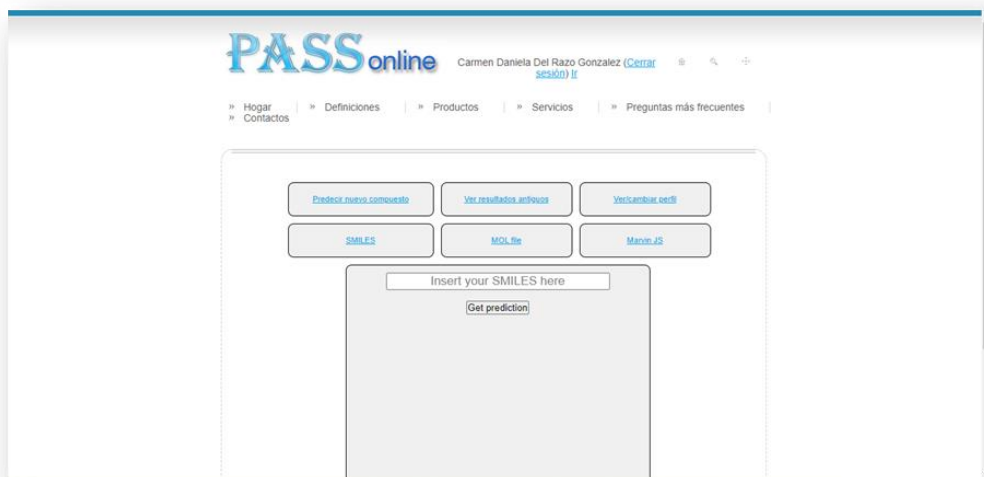 PASS online
Carmen Daniela Del Razo Gonzalez (Cerrar
sesión) Ir
» Hogar » Definiciones » Productos » Servicios » Preguntas más frecuentes
» Contactos
Predecir nuevo compuesto Ver resultados antiguos Ver/cambiar perfil
SMILES MOL file Marvin JS
Insert your SMILES here
Get prediction